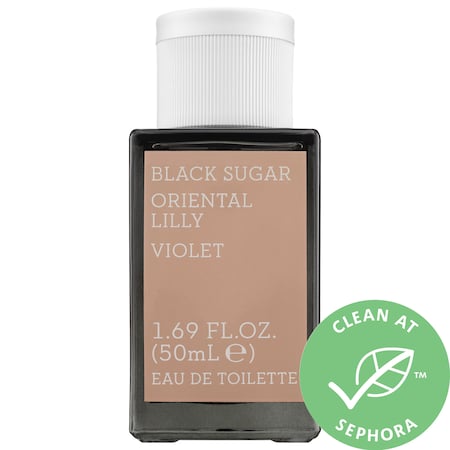 BLACK SUGAR
ORIENTAL
LILLY
VIOLET
1.69 FL.OZ.
(50mL ℮)
EAU DE TOILETTE
CLEAN AT
TM
SEPHORA